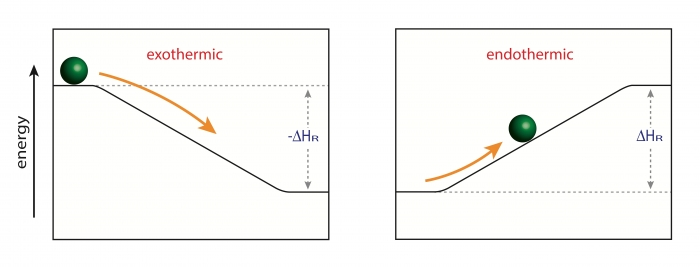 exothermic
energy
-ΔHR
endothermic
ΔHR